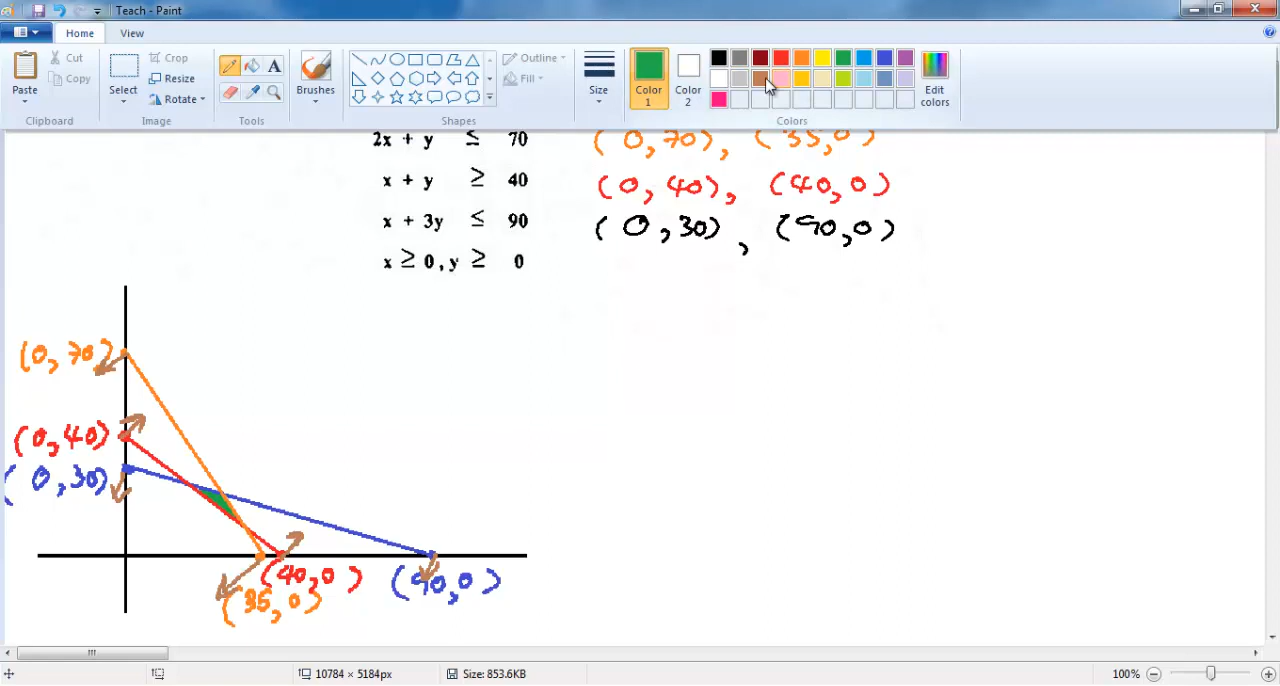 Teach - Paint
Home View
Paste
Cut
Copy
Clipboard
Select
Crop
Resize
Rotate
Image
A
Tools
Brushes
Outline
Fill
Shapes
Size
Color 1
Color 2
Edit colors
Colors
2x + y ≤ 70 (0,70), (35,0)
x + y ≥ 40 (0,40), (40,0)
x + 3y ≤ 90 (0,30), (90,0)
x ≥ 0, y ≥ 0
(0,70)
(0,40)
(0,30)
(40,0) (90,0)
(35,0)
10784 × 5184px Size: 853.6KB 100%